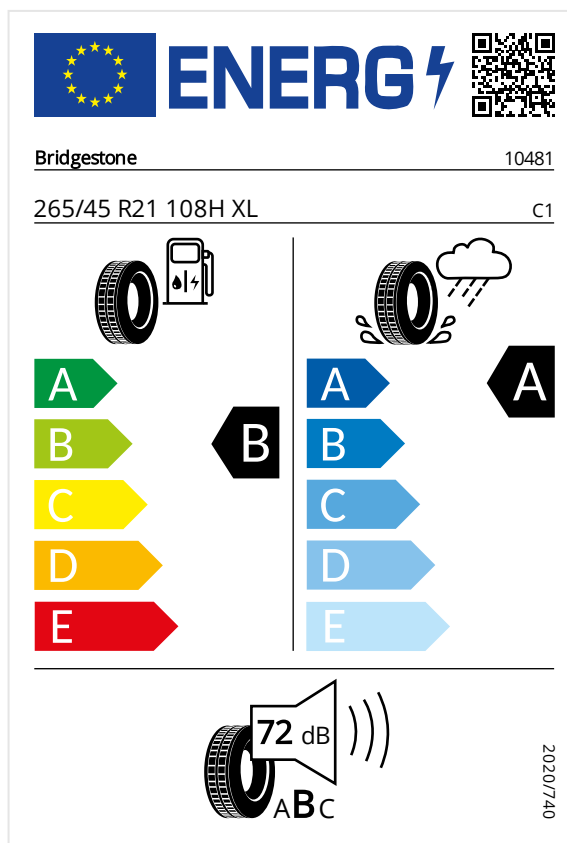 ENERG
Bridgestone 10481
265/45 R21 108H XL C1
A A
A
B B
B
C C
D D
E E
72 dB
ABC
2020/740